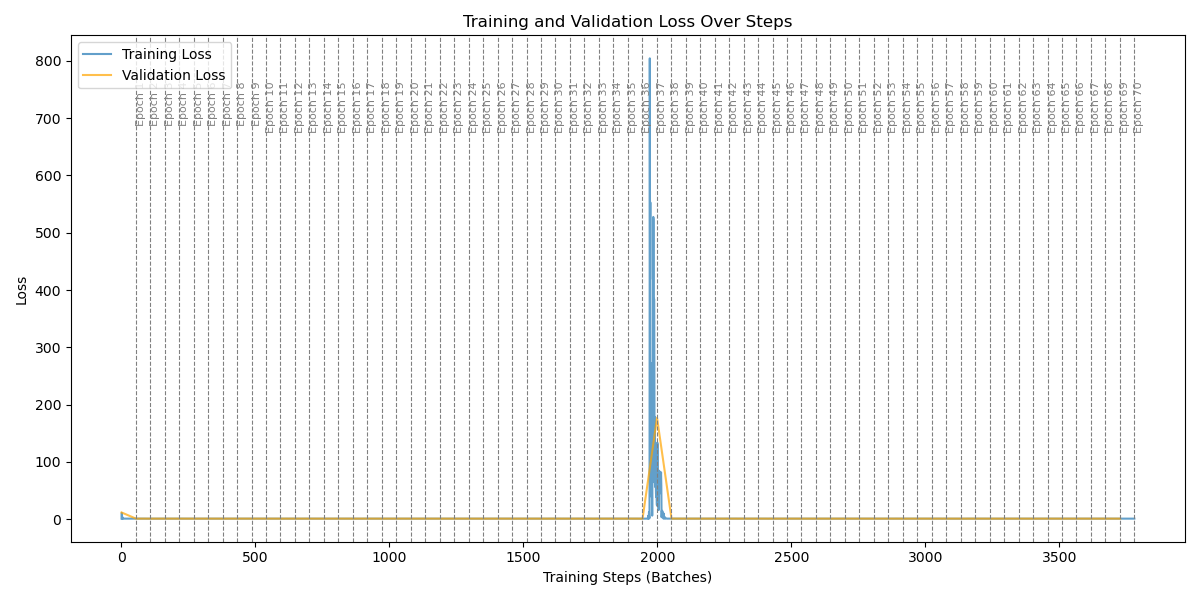 Training and Validation Loss Over Steps
Training Loss
Validation Loss
Epoch
Epoch
Epoch
Epoch
Epoch
Epoch
Epoch
Epoch 8
Epoch 9
Epoch 10
Epoch 11
Epoch 12
Epoch 13
Epoch 14
Epoch 15
Epoch 16
Epoch 17
Epoch 18
Epoch 19
Epoch 20
Epoch 21
Epoch 22
Epoch 23
Epoch 24
Epoch 25
Epoch 26
Epoch 27
Epoch 28
Epoch 29
Epoch 30
Epoch 31
Epoch 32
Epoch 33
Epoch 34
Epoch 35
Epoch 36
Epoch 37
Epoch 38
Epoch 39
Epoch 40
Epoch 41
Epoch 42
Epoch 43
Epoch 44
Epoch 45
Epoch 46
Epoch 47
Epoch 48
Epoch 49
Epoch 50
Epoch 51
Epoch 52
Epoch 53
Epoch 54
Epoch 55
Epoch 56
Epoch 57
Epoch 58
Epoch 59
Epoch 60
Epoch 61
Epoch 62
Epoch 63
Epoch 64
Epoch 65
Epoch 66
Epoch 67
Epoch 68
Epoch 69
Epoch 70
Loss
800
700
600
500
400
300
200
100
0
0 500 1000 1500 2000 2500 3000 3500
Training Steps (Batches)